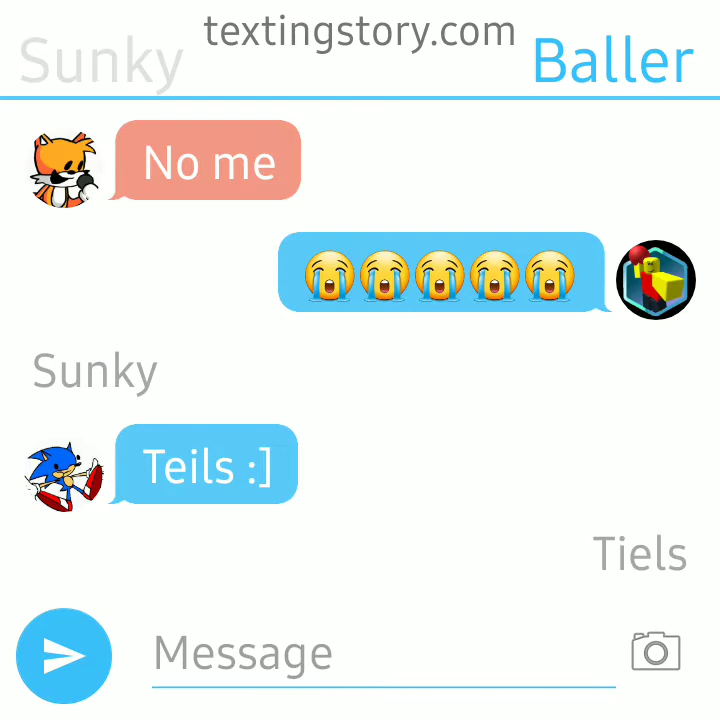 textingstory.com
Sunky
Baller
No me
😭😭😭😭😭
Sunky
Teils :]
Tiels
Message